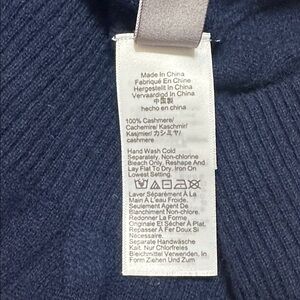 Made In China
Fabriqué En Chine
Hergestellt In China
Vervaardigd In China
中国製
hecho en china
100% Cashmere/
Cachemire/ Kaschmir/
Kasjmier/ カシミヤ/
cashmere
Hand Wash Cold
Separately. Non-chlorine
Bleach Only. Reshape And
Lay Flat To Dry. Iron On
Lowest Setting.
Laver Séparément À La
Main À L'eau Froide.
Seulement Agent De
Blanchiment Non-chlore.
Redonner La Forme
Originale Et Sécher À Plat.
Repasser À Fer Doux Si
Necessaire.
Separate Handwäsche
Kalt. Nur Chlorfreies
Bleichmittel Verwenden. In
Form Ziehen Und Zum